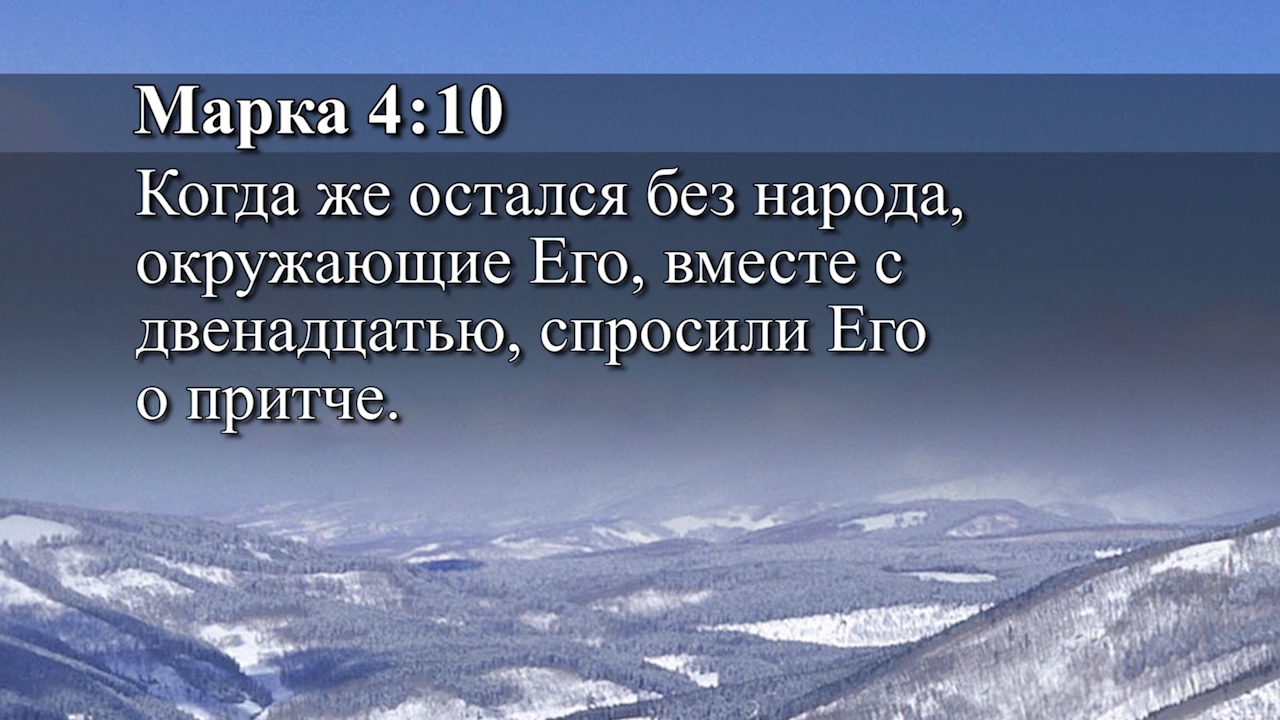 Марка 4:10
Когда же остался без народа,
окружающие Его, вместе с
двенадцатью, спросили Его
о притче.